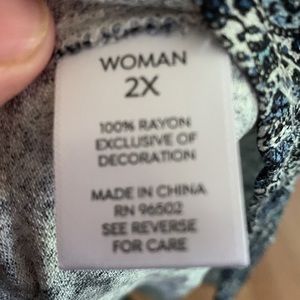 WOMAN
2X
100% RAYON
EXCLUSIVE OF
DECORATION
MADE IN CHINA
RN 96502
SEE REVERSE
FOR CARE